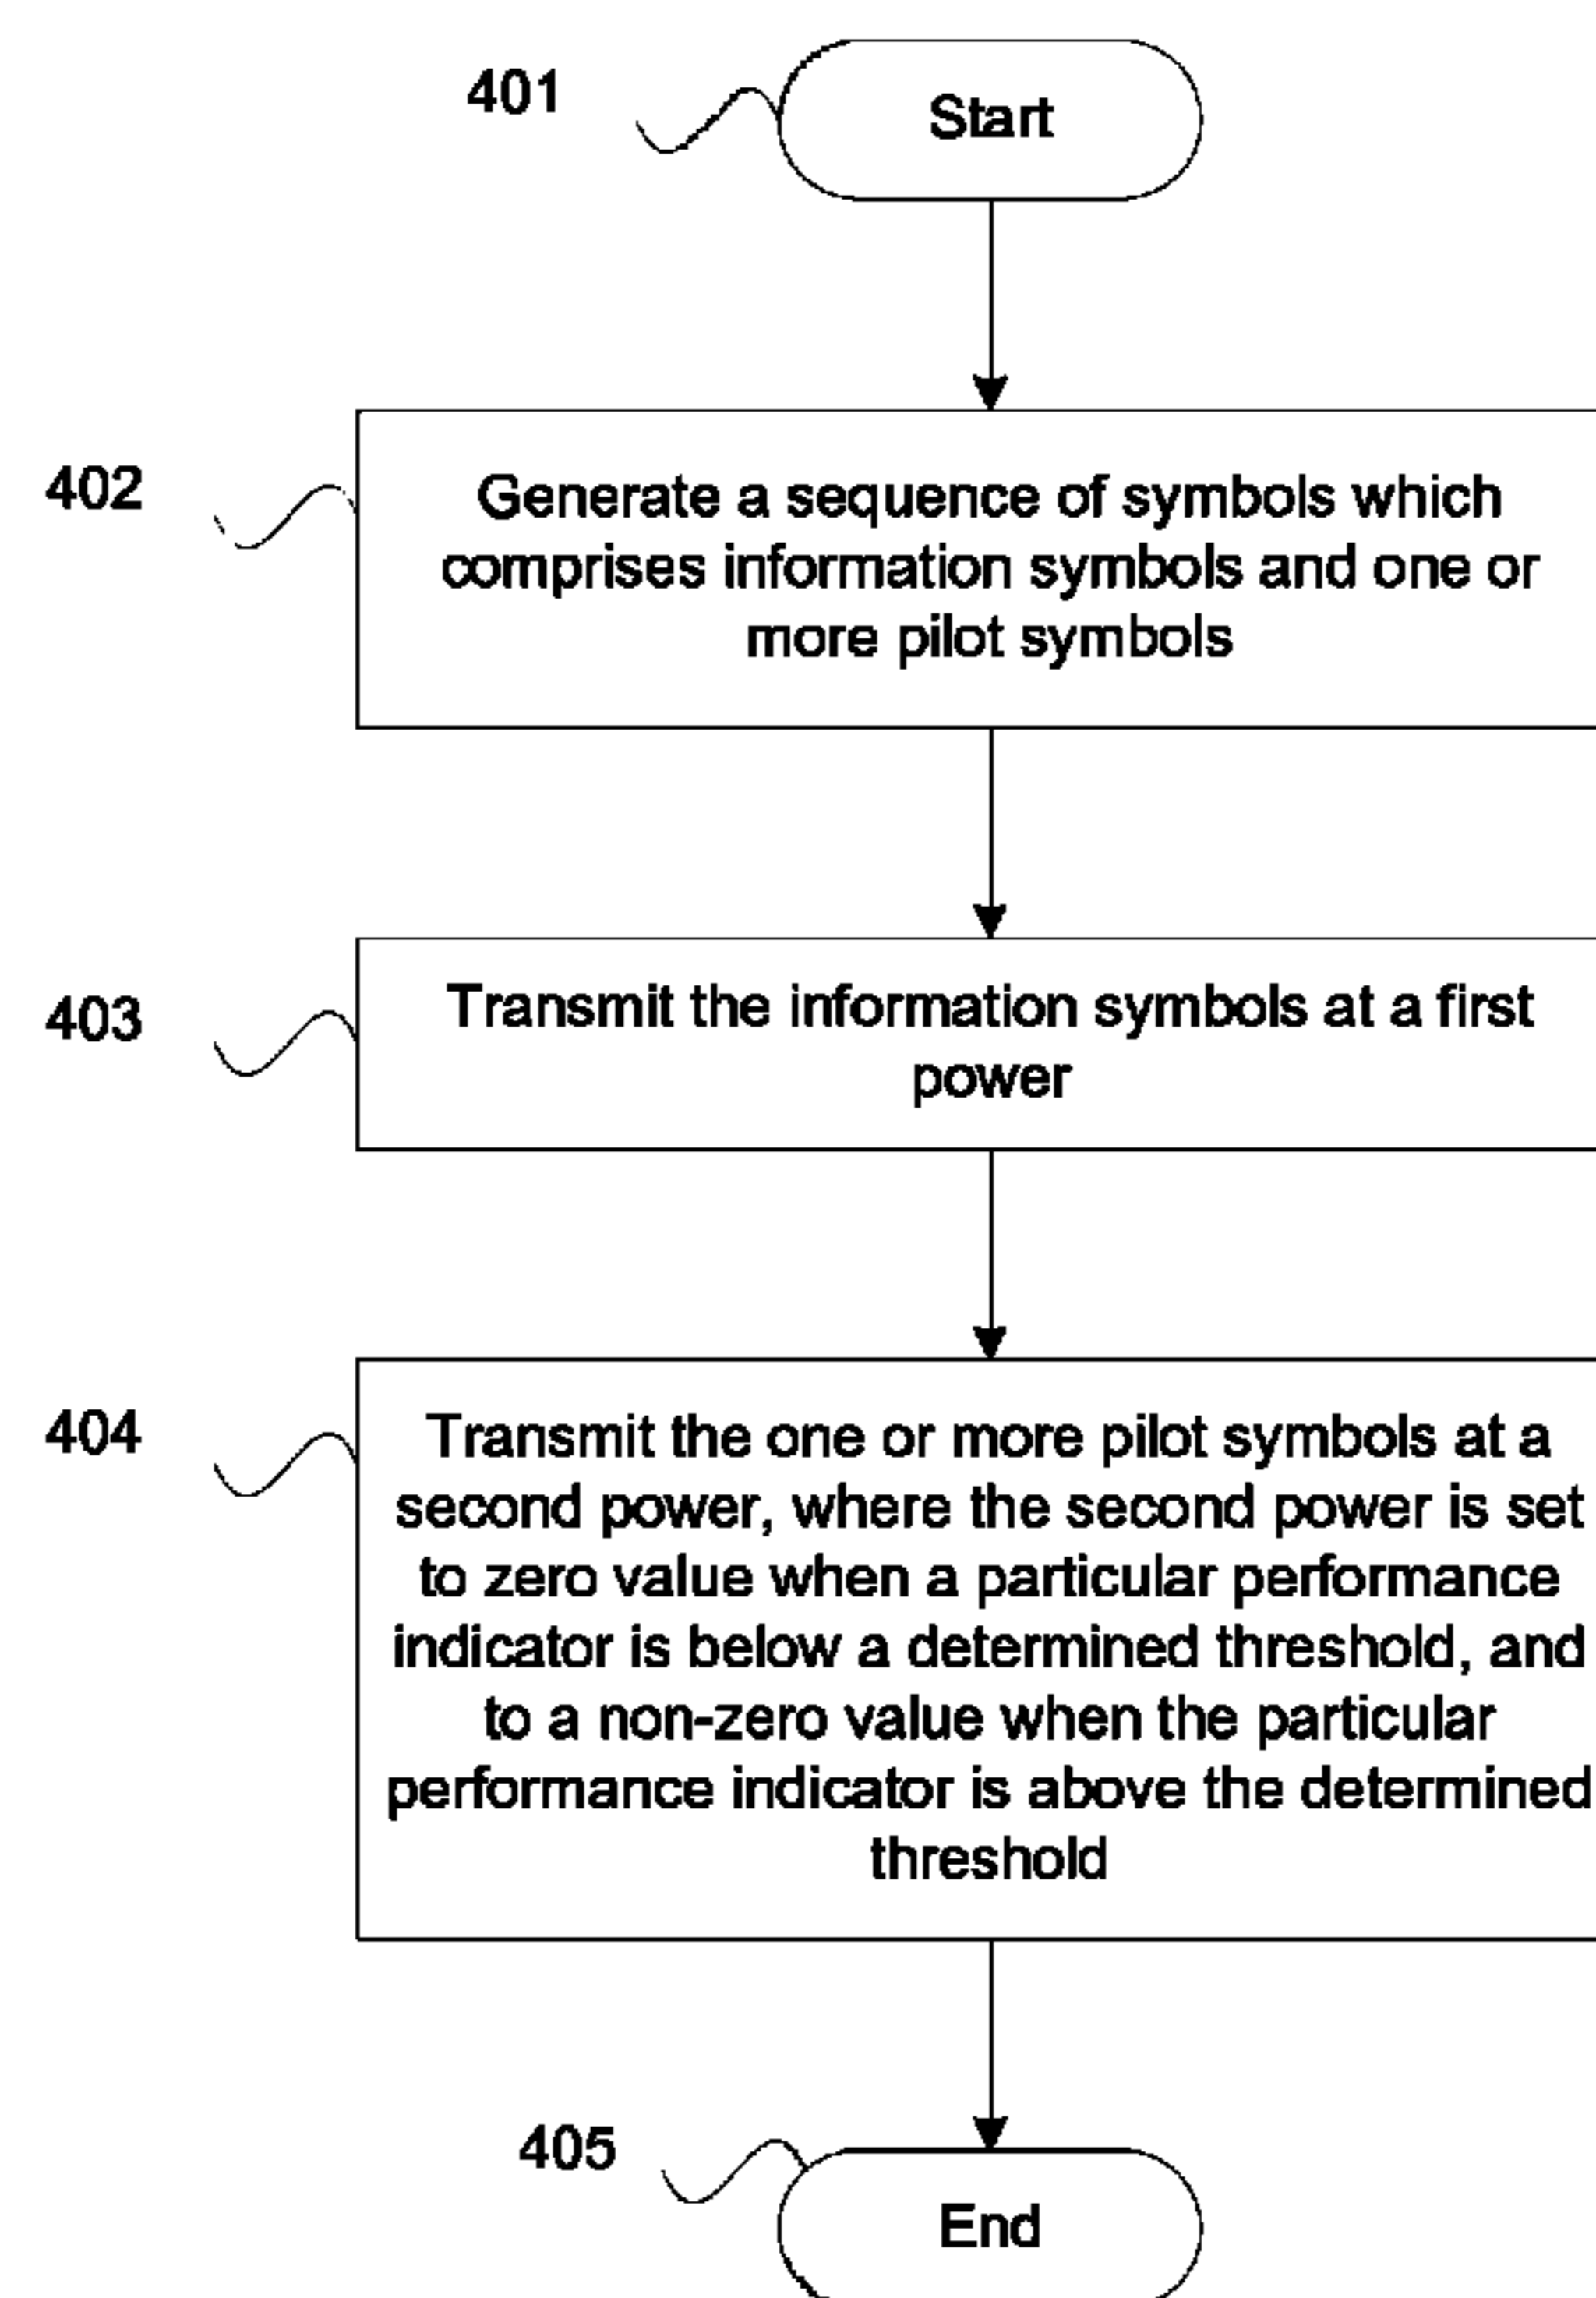 401
Start
402
Generate a sequence of symbols which
comprises information symbols and one or
more pilot symbols
403
Transmit the information symbols at a first
power
404
Transmit the one or more pilot symbols at a
second power, where the second power is set
to zero value when a particular performance
indicator is below a determined threshold, and
to a non-zero value when the particular
performance indicator is above the determined
threshold
405
End